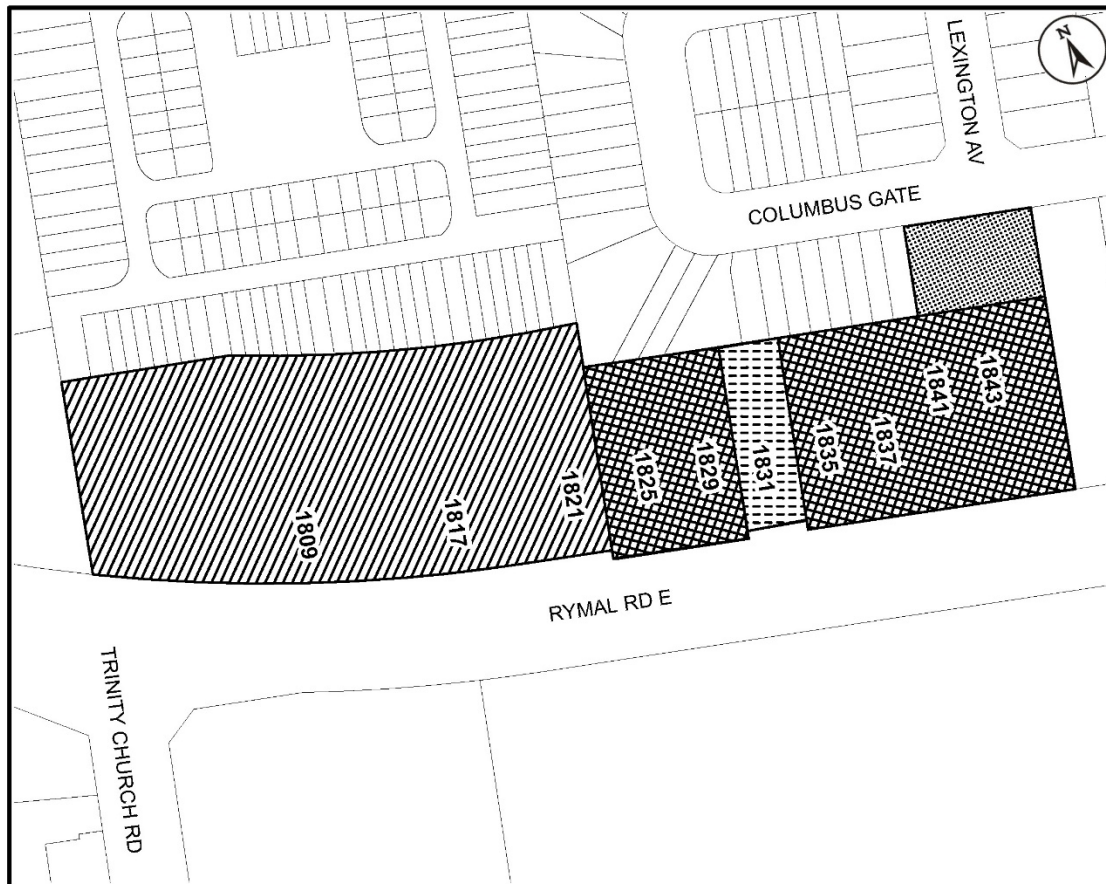 LEXINGTON AV
N
COLUMBUS GATE
1843
1841
1837
1835
1831
1829
1825
1821
1817
1809
RYMAL RD E
TRINITY CHURCH RD